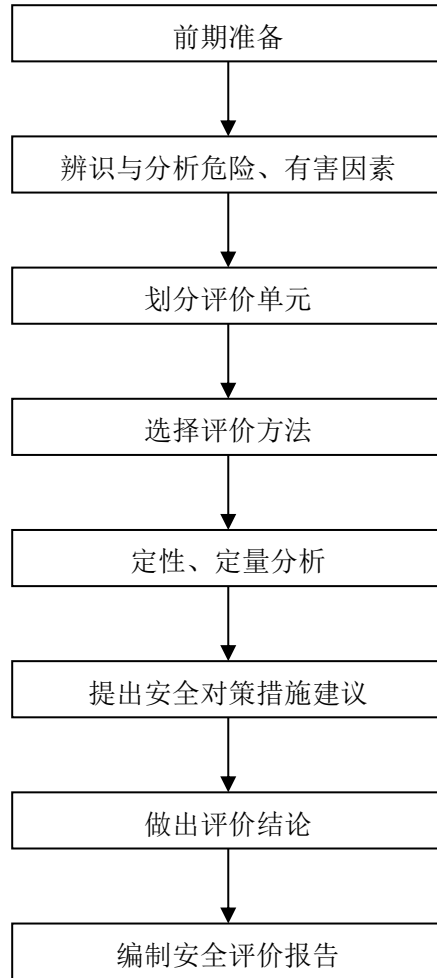 前期准备
辨识与分析危险、有害因素
划分评价单元
选择评价方法
定性、定量分析
提出安全对策措施建议
做出评价结论
编制安全评价报告